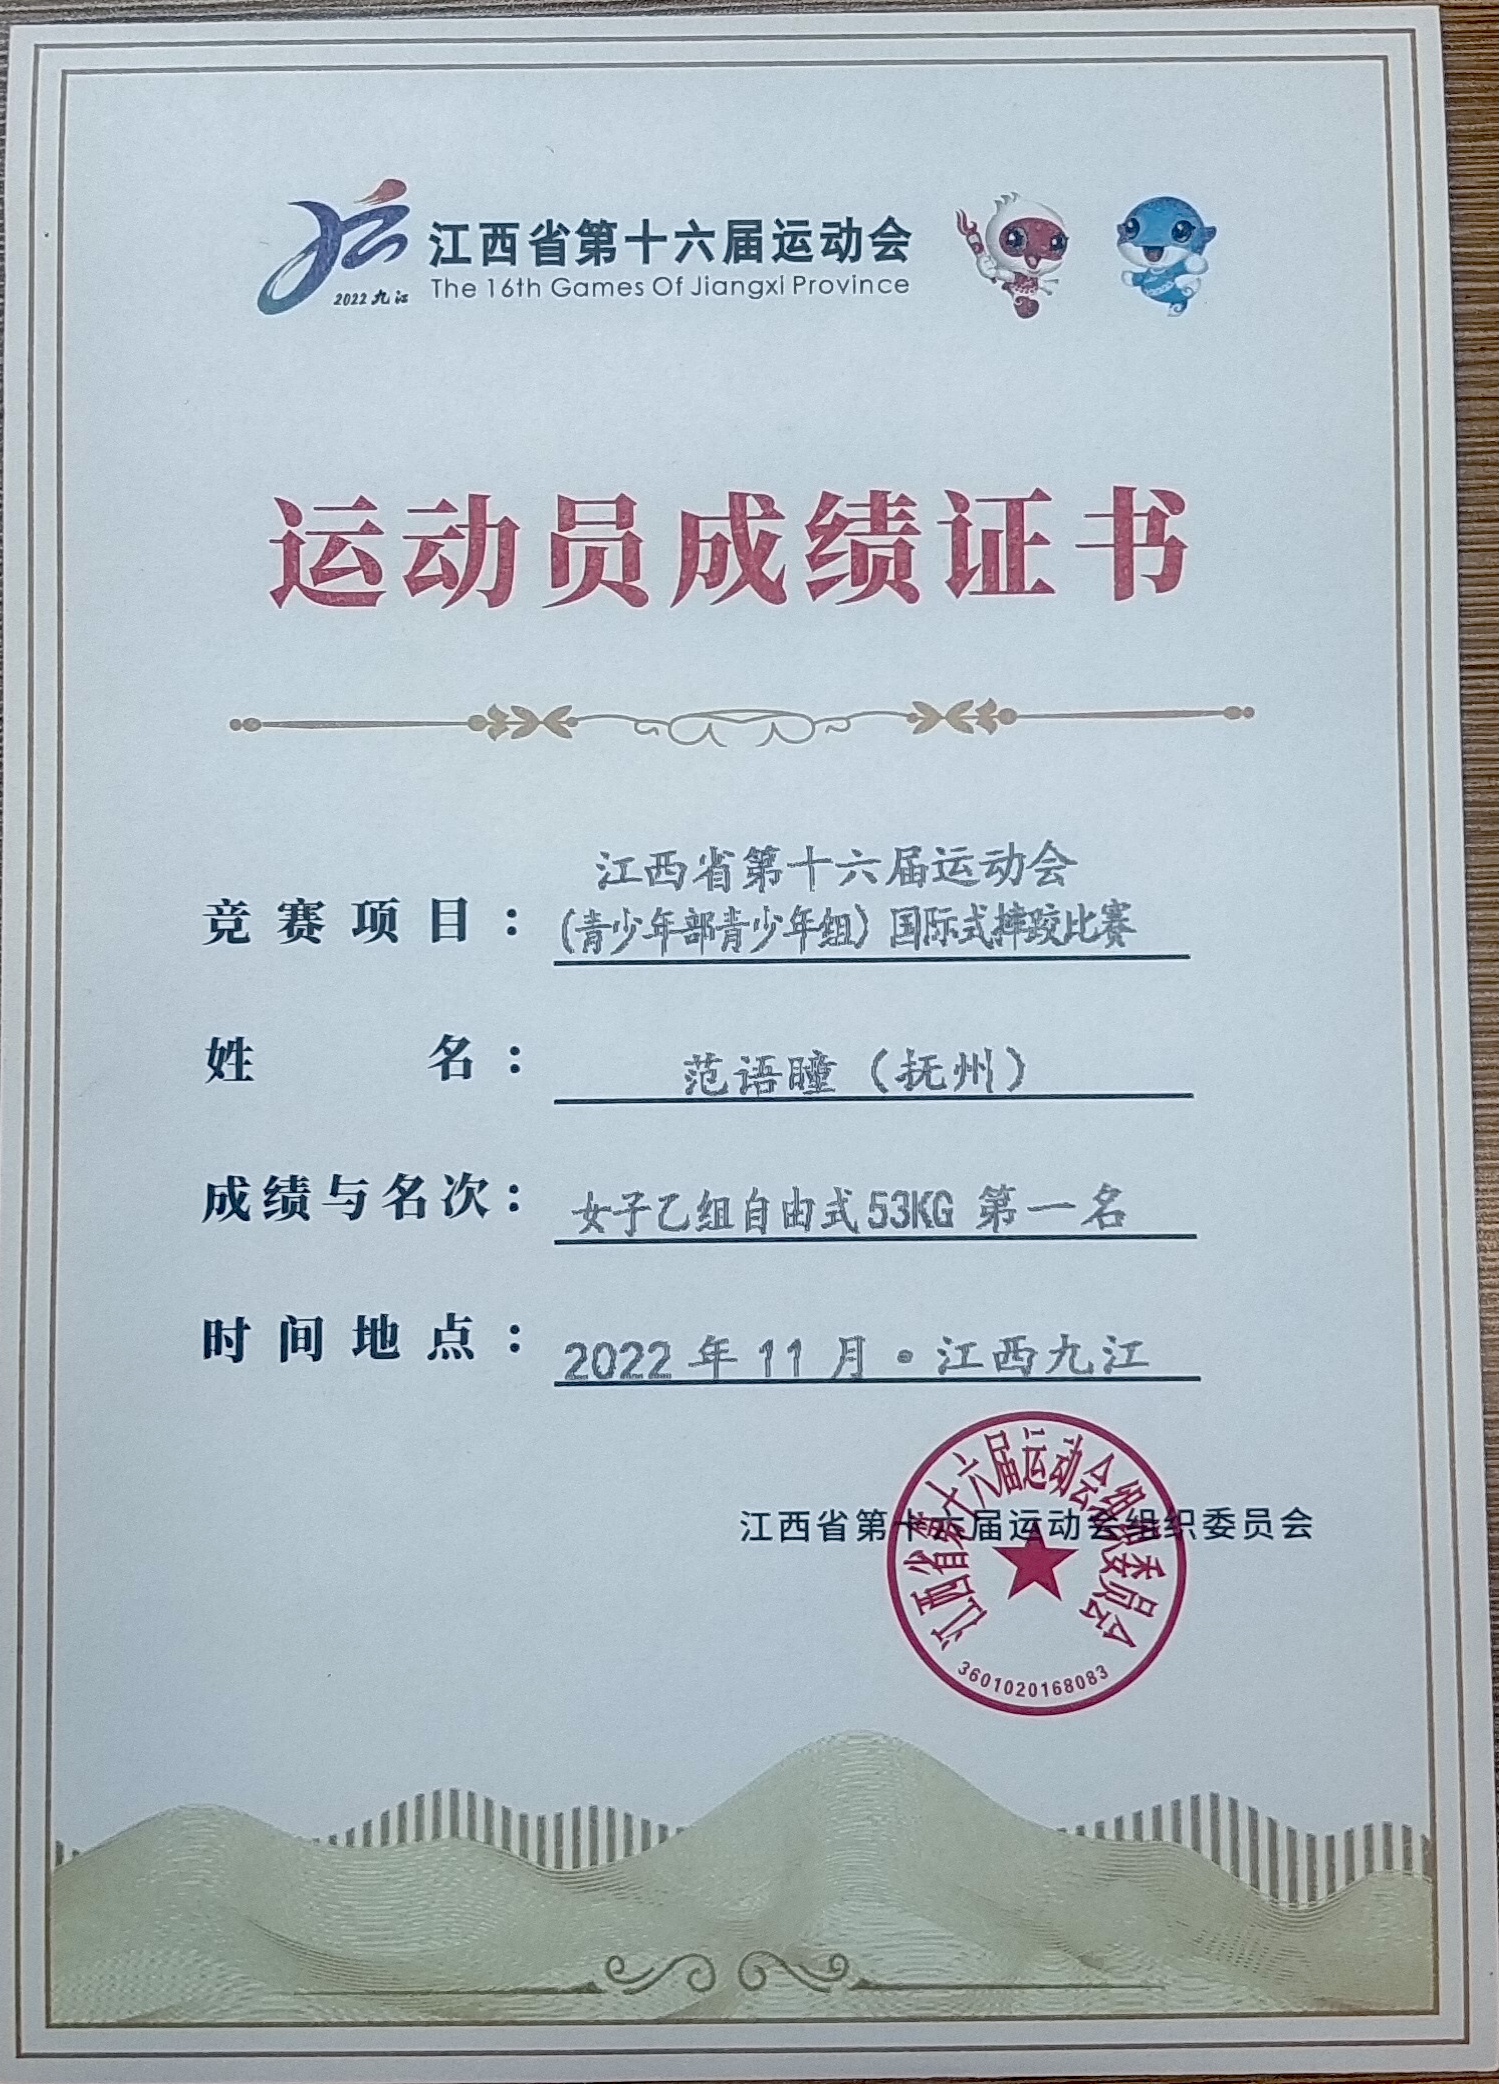 2022 九江
江西省第十六届运动会
The 16th Games Of Jiangxi Province
运动员成绩证书
竞赛项目：江西省第十六届运动会
(青少年部青少年组)国际式摔跤比赛
姓名：范语瞳（抚州）
成绩与名次：女子乙组自由式53KG 第一名
时间地点：2022年11月·江西九江
江西省第十六届运动会组织委员会
江西省第十六届运动会组织委员会
3601020168083